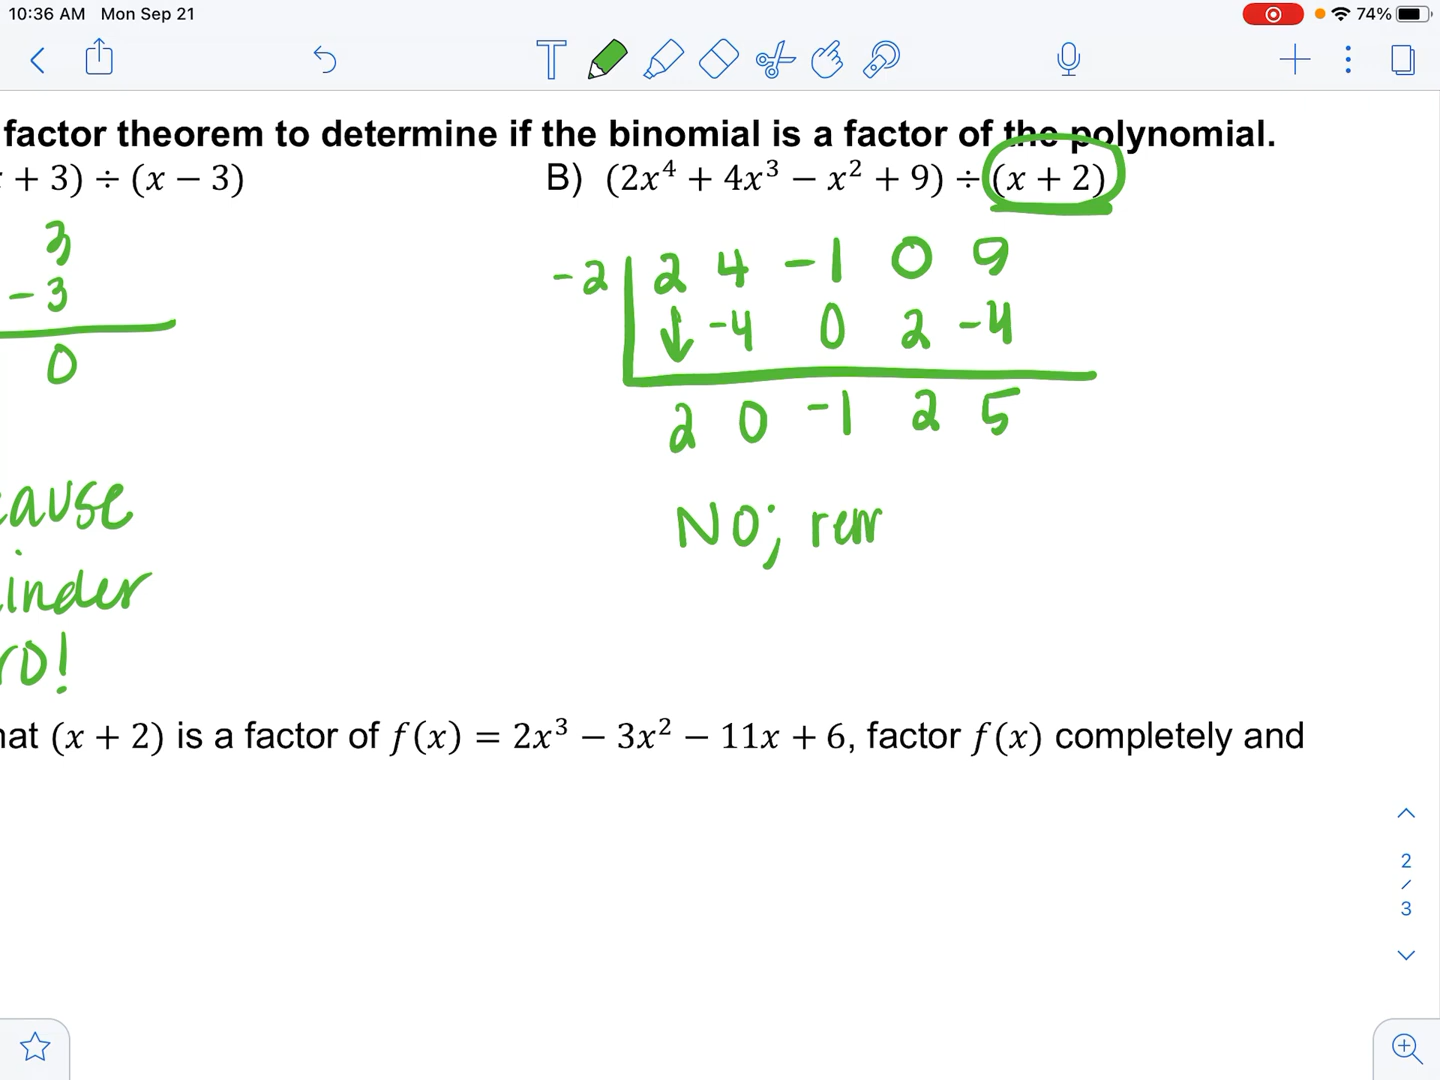 10:36 AM Mon Sep 21
74%
factor theorem to determine if the binomial is a factor of the polynomial.
+ 3) ÷ (x − 3)
B) (2x⁴ + 4x³ − x² + 9) ÷ (x + 2)
3
−3
0
-2 2 4 -1 0 9
-4 0 2 -4
2 0 -1 2 5
NO; rem
ause
inder
ro!
hat (x + 2) is a factor of f(x) = 2x³ − 3x² − 11x + 6, factor f(x) completely and
2
/
3